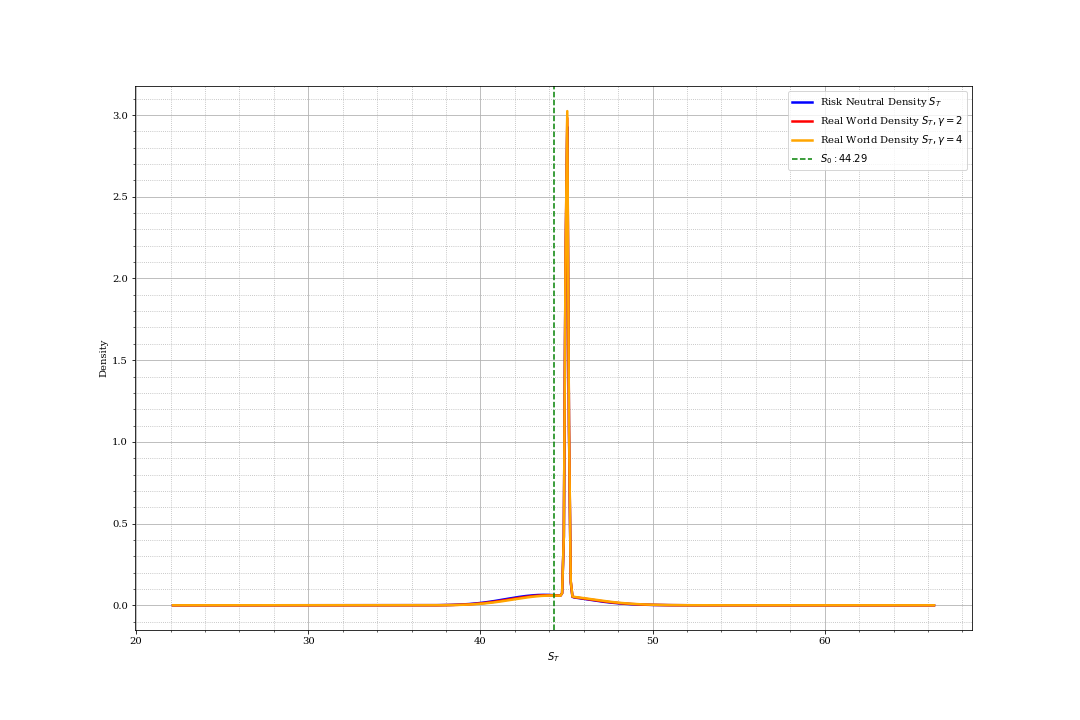 Risk Neutral Density S_T
Real World Density S_T, γ = 2
Real World Density S_T, γ = 4
S_0 : 44.29
3.0
2.5
2.0
1.5
1.0
0.5
0.0
Density
20
30
40
50
60
S_T